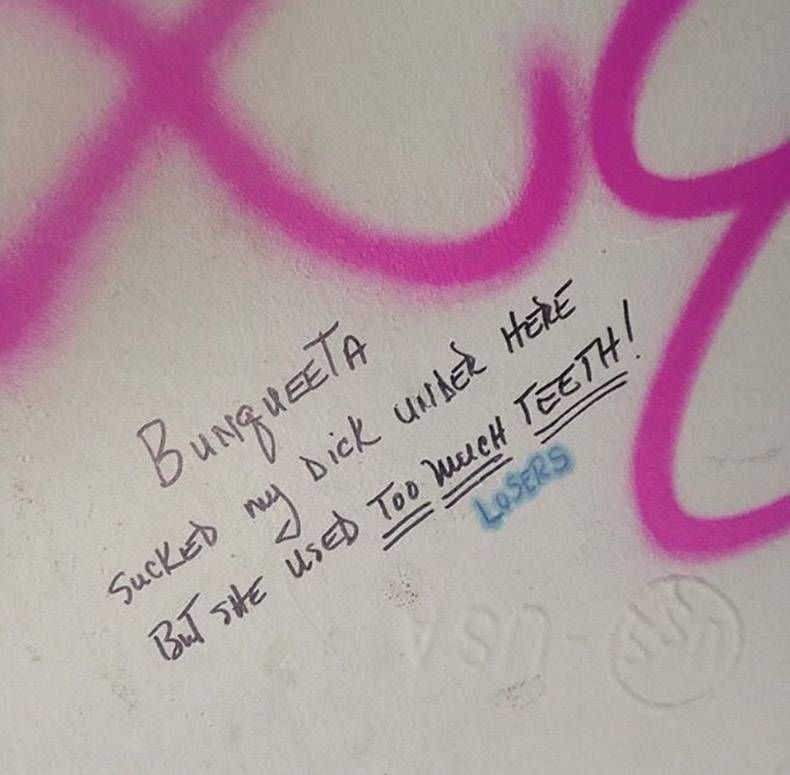 BUNQUEETA
SUCKED my DICK UNDER HERE
BUT SHE USED TOO MUCH TEETH!
LOSERS
USA